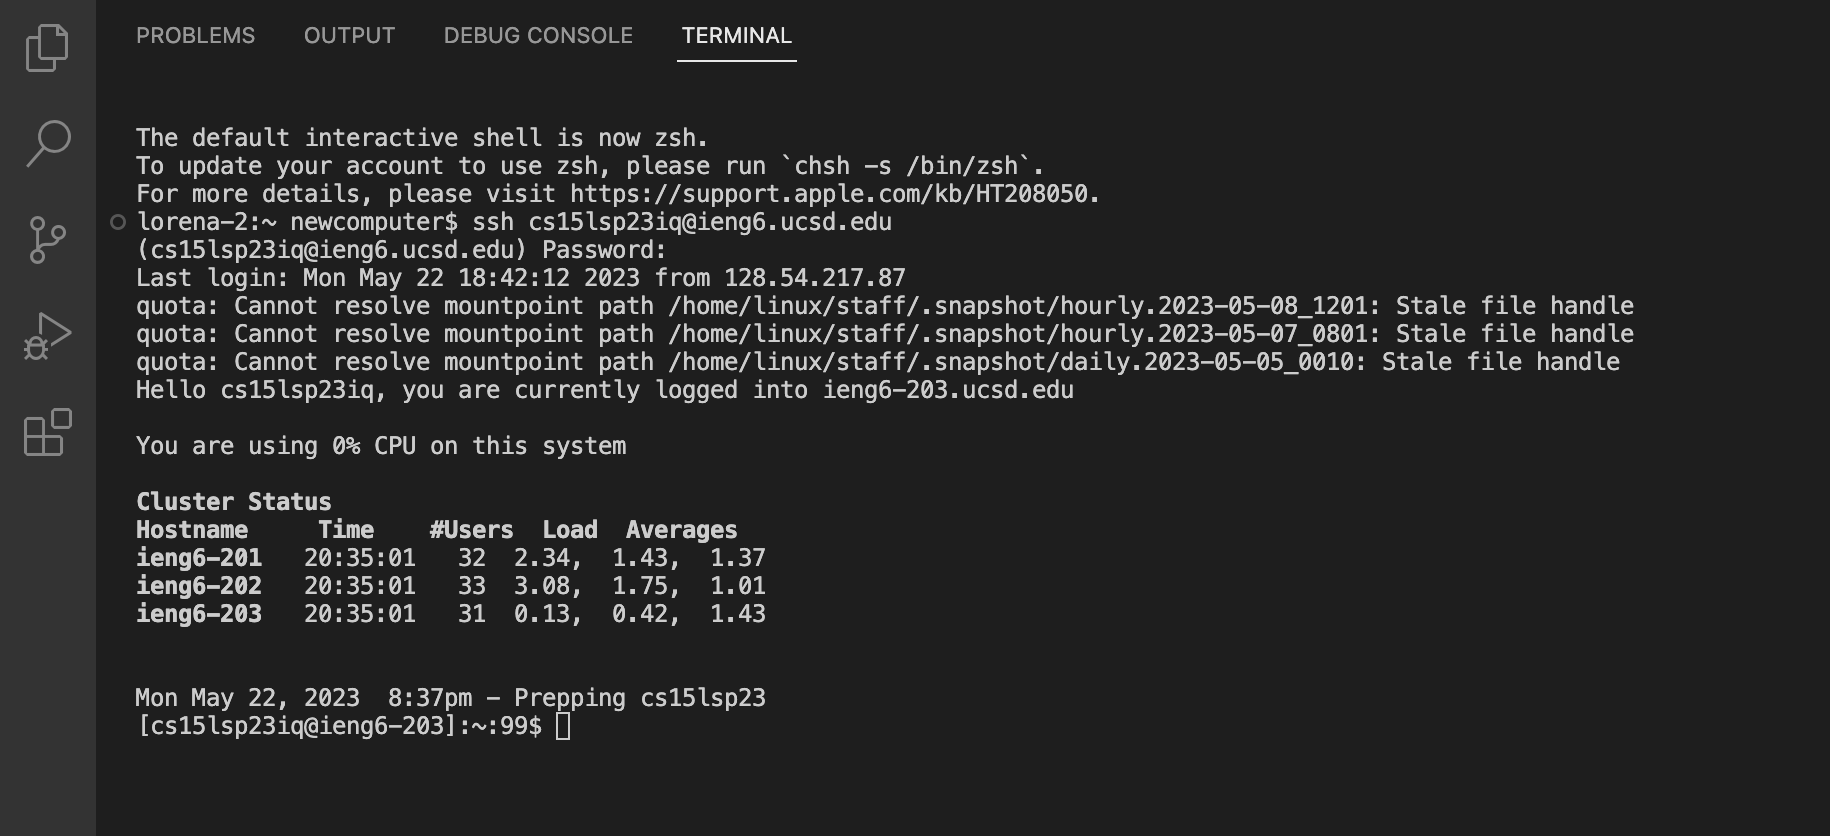 PROBLEMS OUTPUT DEBUG CONSOLE TERMINAL
The default interactive shell is now zsh.
To update your account to use zsh, please run `chsh -s /bin/zsh`.
For more details, please visit https://support.apple.com/kb/HT208050.
lorena-2:~ newcomputer$ ssh cs15lsp23iq@ieng6.ucsd.edu
(cs15lsp23iq@ieng6.ucsd.edu) Password:
Last login: Mon May 22 18:42:12 2023 from 128.54.217.87
quota: Cannot resolve mountpoint path /home/linux/staff/.snapshot/hourly.2023-05-08_1201: Stale file handle
quota: Cannot resolve mountpoint path /home/linux/staff/.snapshot/hourly.2023-05-07_0801: Stale file handle
quota: Cannot resolve mountpoint path /home/linux/staff/.snapshot/daily.2023-05-05_0010: Stale file handle
Hello cs15lsp23iq, you are currently logged into ieng6-203.ucsd.edu
You are using 0% CPU on this system
Cluster Status
Hostname     Time    #Users  Load  Averages
ieng6-201   20:35:01   32  2.34,  1.43,  1.37
ieng6-202   20:35:01   33  3.08,  1.75,  1.01
ieng6-203   20:35:01   31  0.13,  0.42,  1.43
Mon May 22, 2023  8:37pm - Prepping cs15lsp23
[cs15lsp23iq@ieng6-203]:~:99$